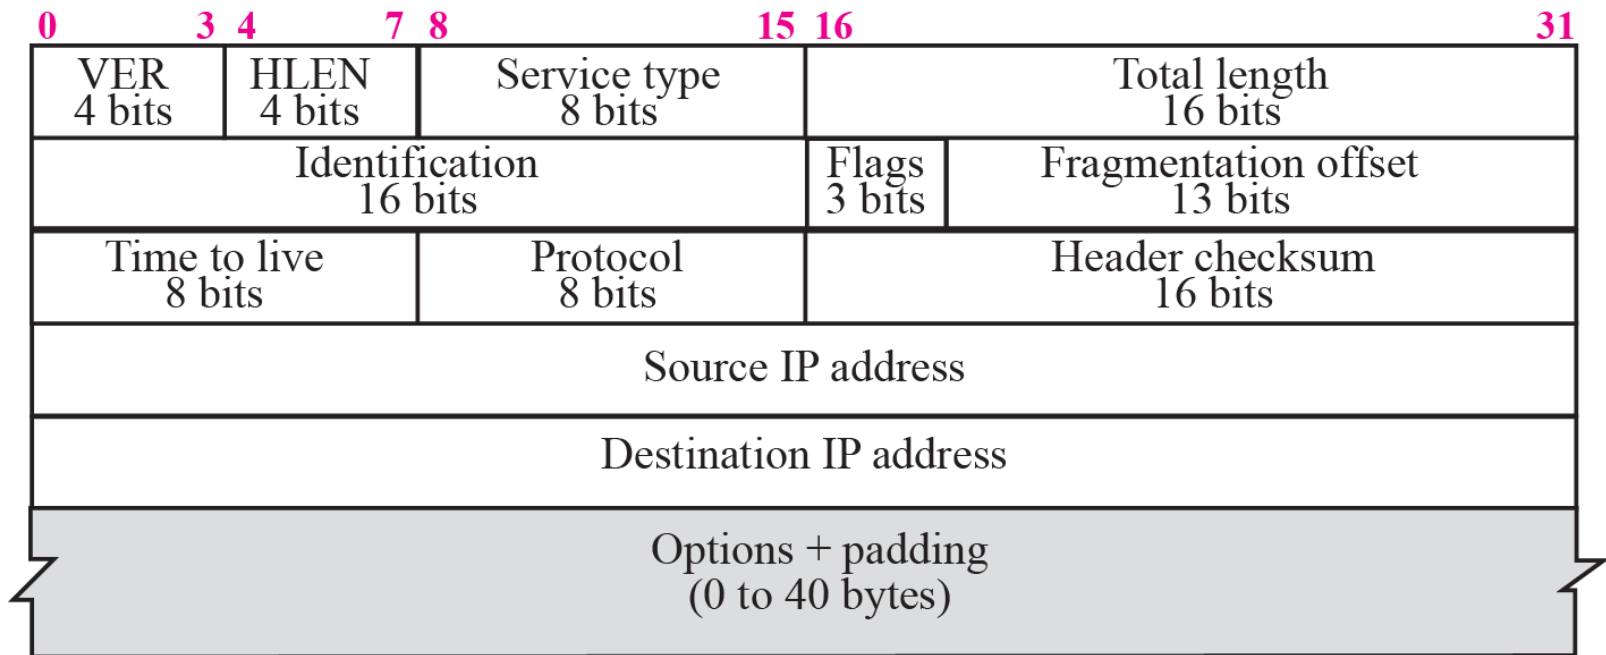 0 3 4 7 8 15 16 31
VER HLEN Service type Total length
4 bits 4 bits 8 bits 16 bits
Identification Flags Fragmentation offset
16 bits 3 bits 13 bits
Time to live Protocol Header checksum
8 bits 8 bits 16 bits
Source IP address
Destination IP address
Options + padding
(0 to 40 bytes)